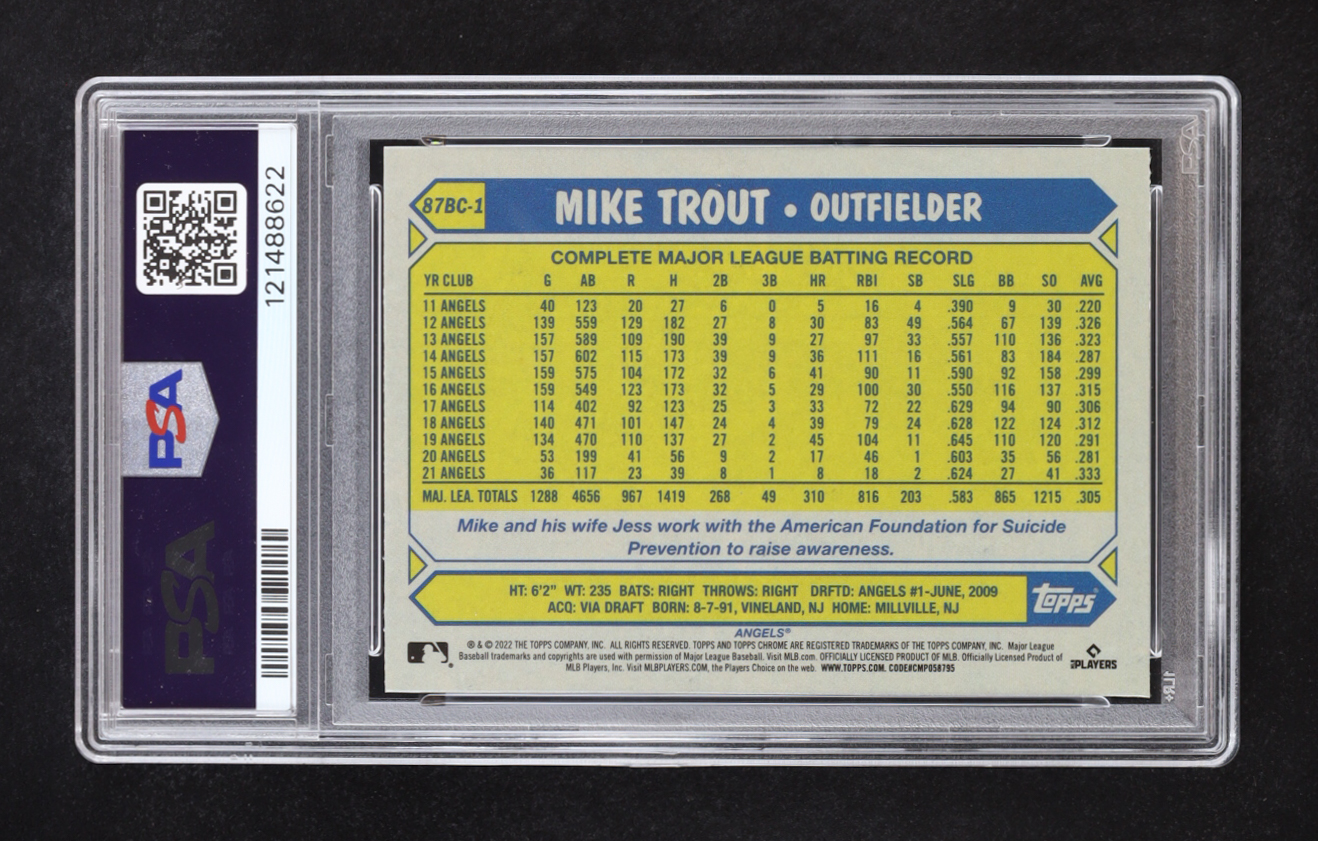 87BC-1 MIKE TROUT • OUTFIELDER
COMPLETE MAJOR LEAGUE BATTING RECORD
YR CLUB G AB R H 2B 3B HR RBI SB SLG BB SO AVG
11 ANGELS 40 123 20 27 6 0 5 16 4 .390 9 30 .220
12 ANGELS 139 559 129 182 27 8 30 83 49 .564 67 139 .326
13 ANGELS 157 589 109 190 39 9 27 97 33 .557 110 136 .323
14 ANGELS 157 602 115 173 39 9 36 111 16 .561 83 184 .287
15 ANGELS 159 575 104 172 32 6 41 90 11 .590 92 158 .299
16 ANGELS 159 549 123 173 32 5 29 100 30 .550 116 137 .315
17 ANGELS 114 402 92 123 25 3 33 72 22 .629 94 90 .306
18 ANGELS 140 471 101 147 24 4 39 79 24 .628 122 124 .312
19 ANGELS 134 470 110 137 27 2 45 104 11 .645 110 120 .291
20 ANGELS 53 199 41 56 9 2 17 46 1 .603 35 56 .281
21 ANGELS 36 117 23 39 8 1 8 18 2 .624 27 41 .333
MAJ. LEA. TOTALS 1288 4656 967 1419 268 49 310 816 203 .583 865 1215 .305
Mike and his wife Jess work with the American Foundation for Suicide
Prevention to raise awareness.
HT: 6'2" WT: 235 BATS: RIGHT THROWS: RIGHT DRFTD: ANGELS #1-JUNE, 2009
ACQ: VIA DRAFT BORN: 8-7-91, VINELAND, NJ HOME: MILLVILLE, NJ
topps®
ANGELS®
® & © 2022 THE TOPPS COMPANY, INC. ALL RIGHTS RESERVED. TOPPS AND TOPPS CHROME ARE REGISTERED TRADEMARKS OF THE TOPPS COMPANY, INC. Major League
Baseball trademarks and copyrights are used with permission of Major League Baseball. Visit MLB.com. OFFICIALLY LICENSED PRODUCT OF MLB. Officially Licensed Product of
MLB Players, Inc. Visit MLBPLAYERS.COM, the Players Choice on the web. WWW.TOPPS.COM. CODE#CMP058795
PLAYERS
121488622
PSA
PSA
PSA